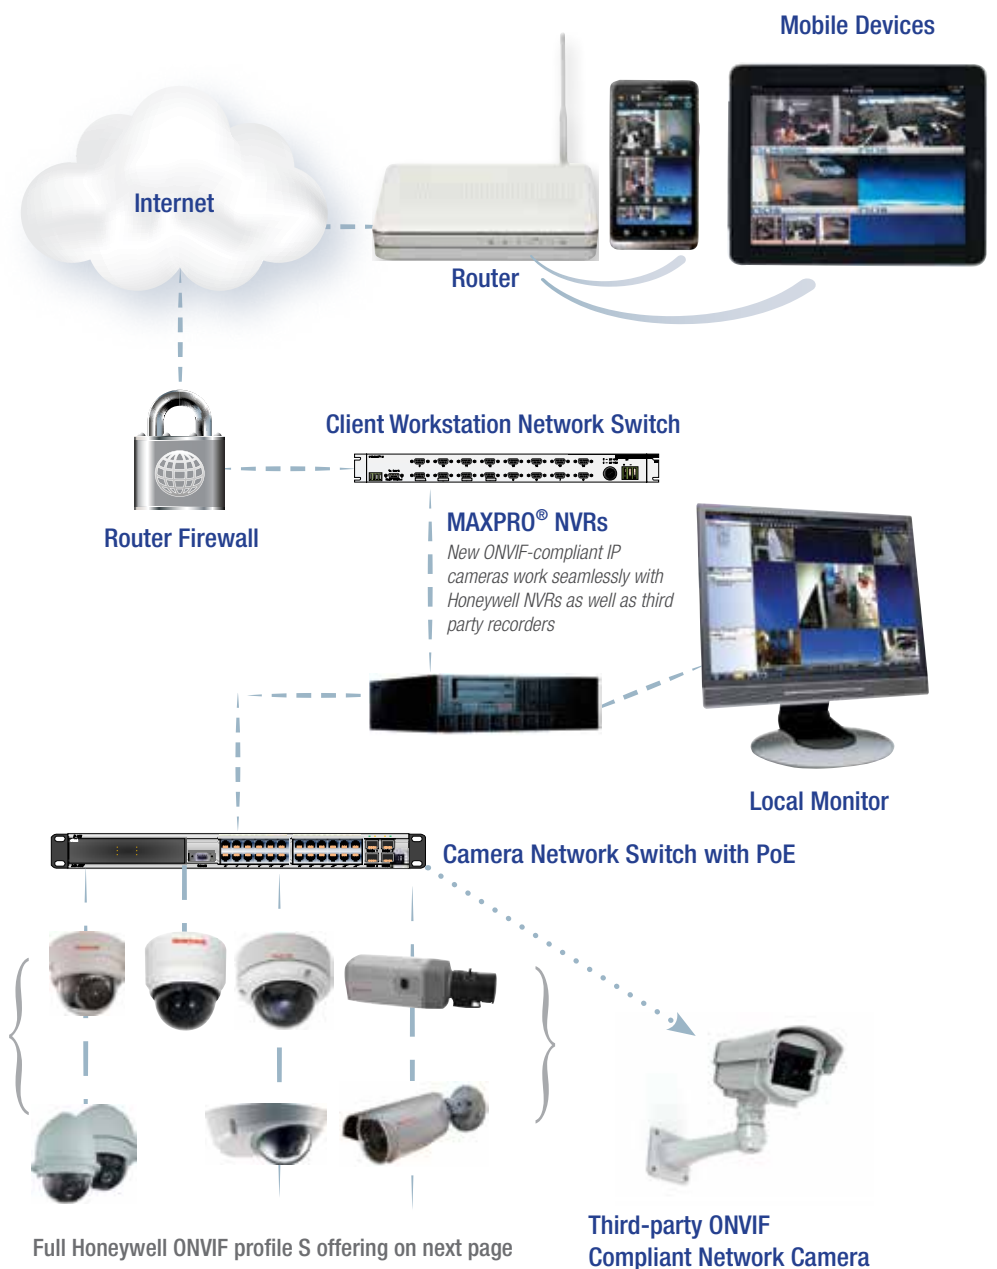 Mobile Devices
Internet
Router
Client Workstation Network Switch
Router Firewall
MAXPRO® NVRs
New ONVIF-compliant IP
cameras work seamlessly with
Honeywell NVRs as well as third
party recorders
Local Monitor
Camera Network Switch with PoE
Full Honeywell ONVIF profile S offering on next page
Third-party ONVIF
Compliant Network Camera